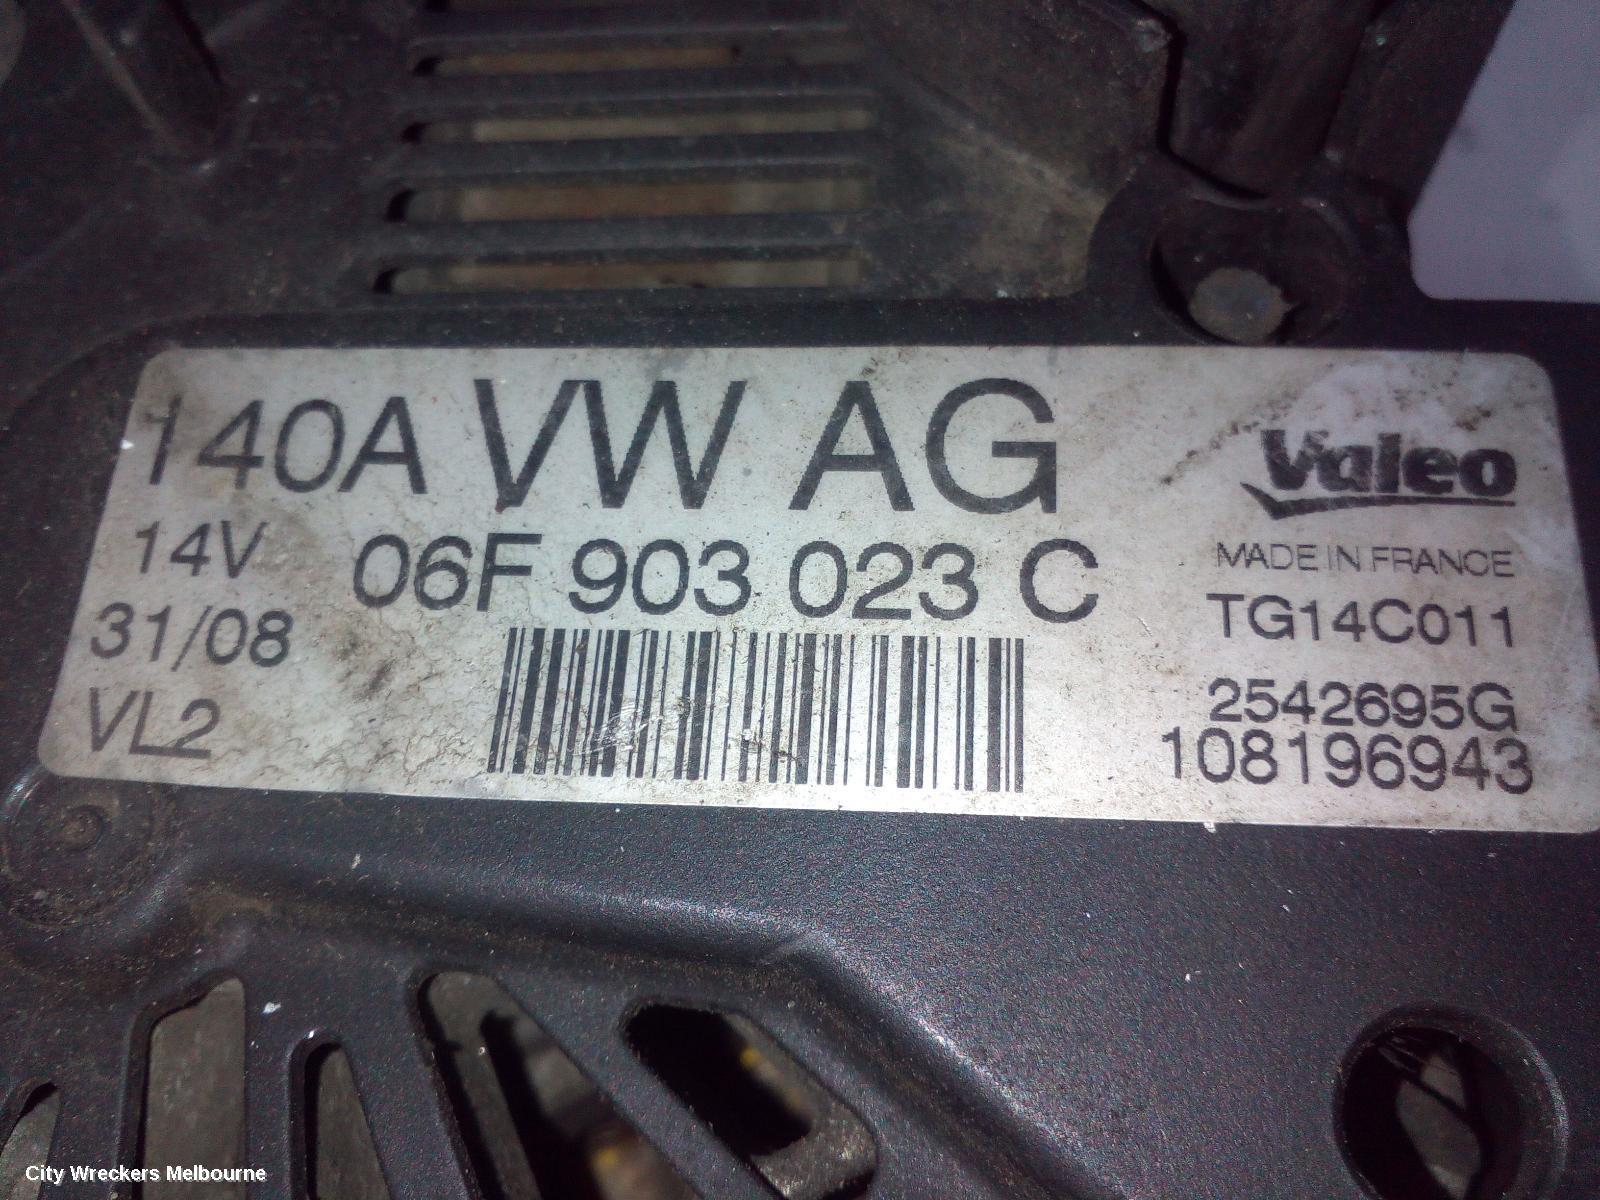 140A VW AG
Valeo
14V 06F 903 023 C
MADE IN FRANCE
31/08
TG14C011
VL2
2542695G
108196943
City Wreckers Melbourne